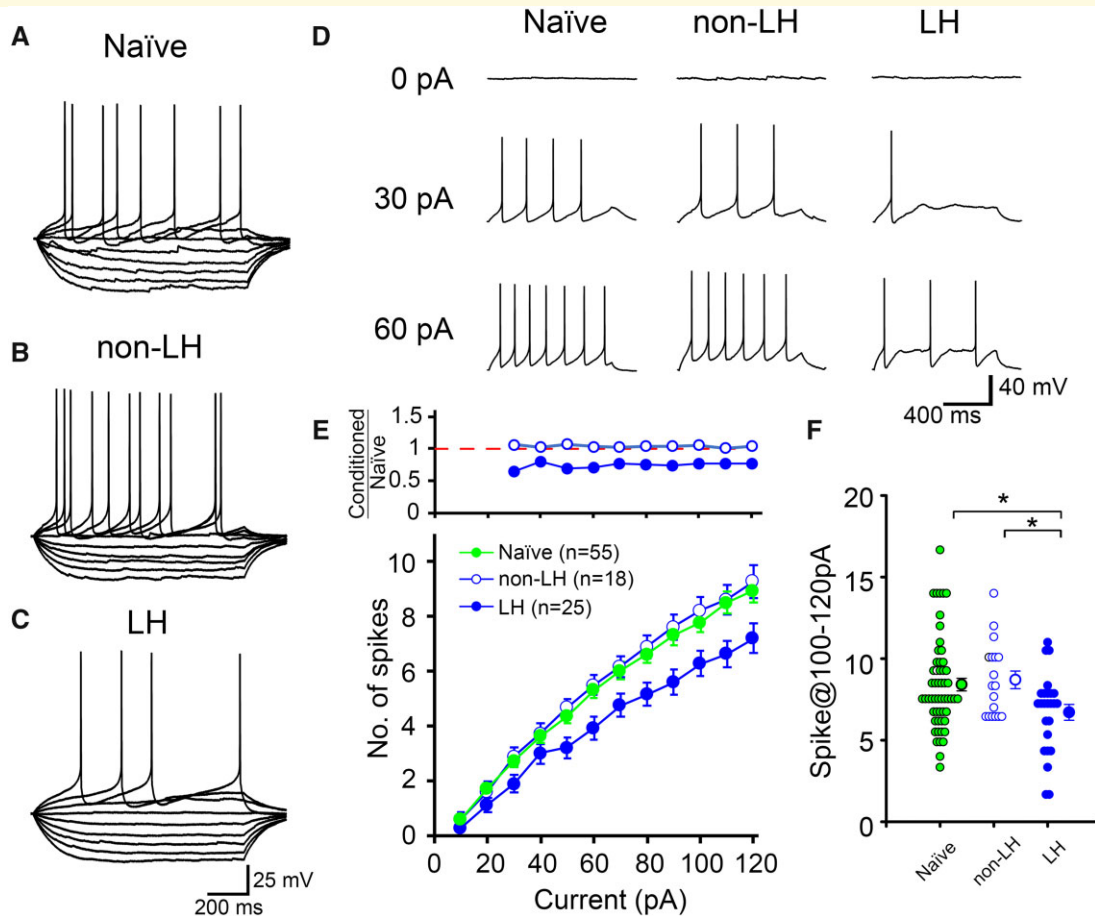 A
Naïve
25 mV
200 ms
B
non-LH
C
LH
D
Naïve
non-LH
LH
0 pA
30 pA
60 pA
40 mV
400 ms
E
Conditioned
Naïve
1.5
1
0.5
0
No. of spikes
10
8
6
4
2
0
Naïve (n=55)
non-LH (n=18)
LH (n=25)
0
20
40
60
80
100
120
Current (pA)
F
Spike@100-120pA
20
15
10
5
0
*
*
Naïve
non-LH
LH